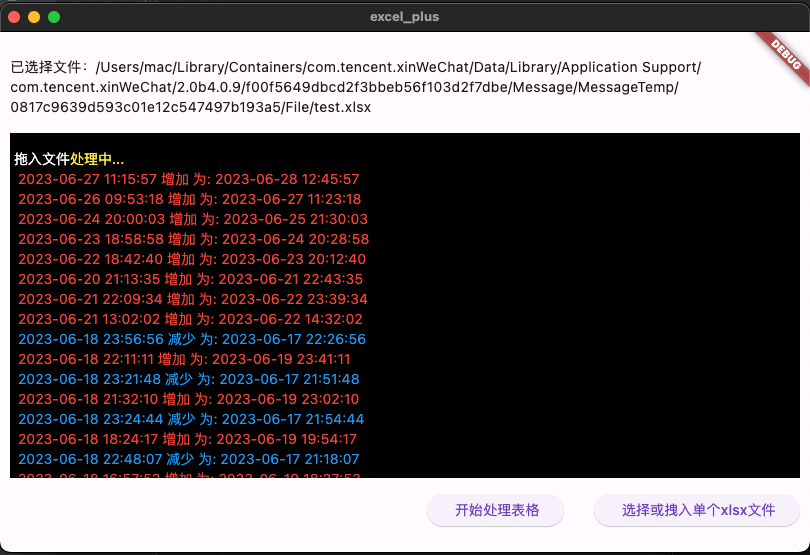 excel_plus
DEBUG
已选择文件：/Users/mac/Library/Containers/com.tencent.xinWeChat/Data/Library/Application Support/
com.tencent.xinWeChat/2.0b4.0.9/f00f5649dbcd2f3bbeb56f103d2f7dbe/Message/MessageTemp/
0817c9639d593c01e12c547497b193a5/File/test.xlsx
拖入文件处理中...
2023-06-27 11:15:57 增加 为: 2023-06-28 12:45:57
2023-06-26 09:53:18 增加 为: 2023-06-27 11:23:18
2023-06-24 20:00:03 增加 为: 2023-06-25 21:30:03
2023-06-23 18:58:58 增加 为: 2023-06-24 20:28:58
2023-06-22 18:42:40 增加 为: 2023-06-23 20:12:40
2023-06-20 21:13:35 增加 为: 2023-06-21 22:43:35
2023-06-21 22:09:34 增加 为: 2023-06-22 23:39:34
2023-06-21 13:02:02 增加 为: 2023-06-22 14:32:02
2023-06-18 23:56:56 减少 为: 2023-06-17 22:26:56
2023-06-18 22:11:11 增加 为: 2023-06-19 23:41:11
2023-06-18 23:21:48 减少 为: 2023-06-17 21:51:48
2023-06-18 21:32:10 增加 为: 2023-06-19 23:02:10
2023-06-18 23:24:44 减少 为: 2023-06-17 21:54:44
2023-06-18 18:24:17 增加 为: 2023-06-19 19:54:17
2023-06-18 22:48:07 减少 为: 2023-06-17 21:18:07
开始处理表格
选择或拽入单个xlsx文件